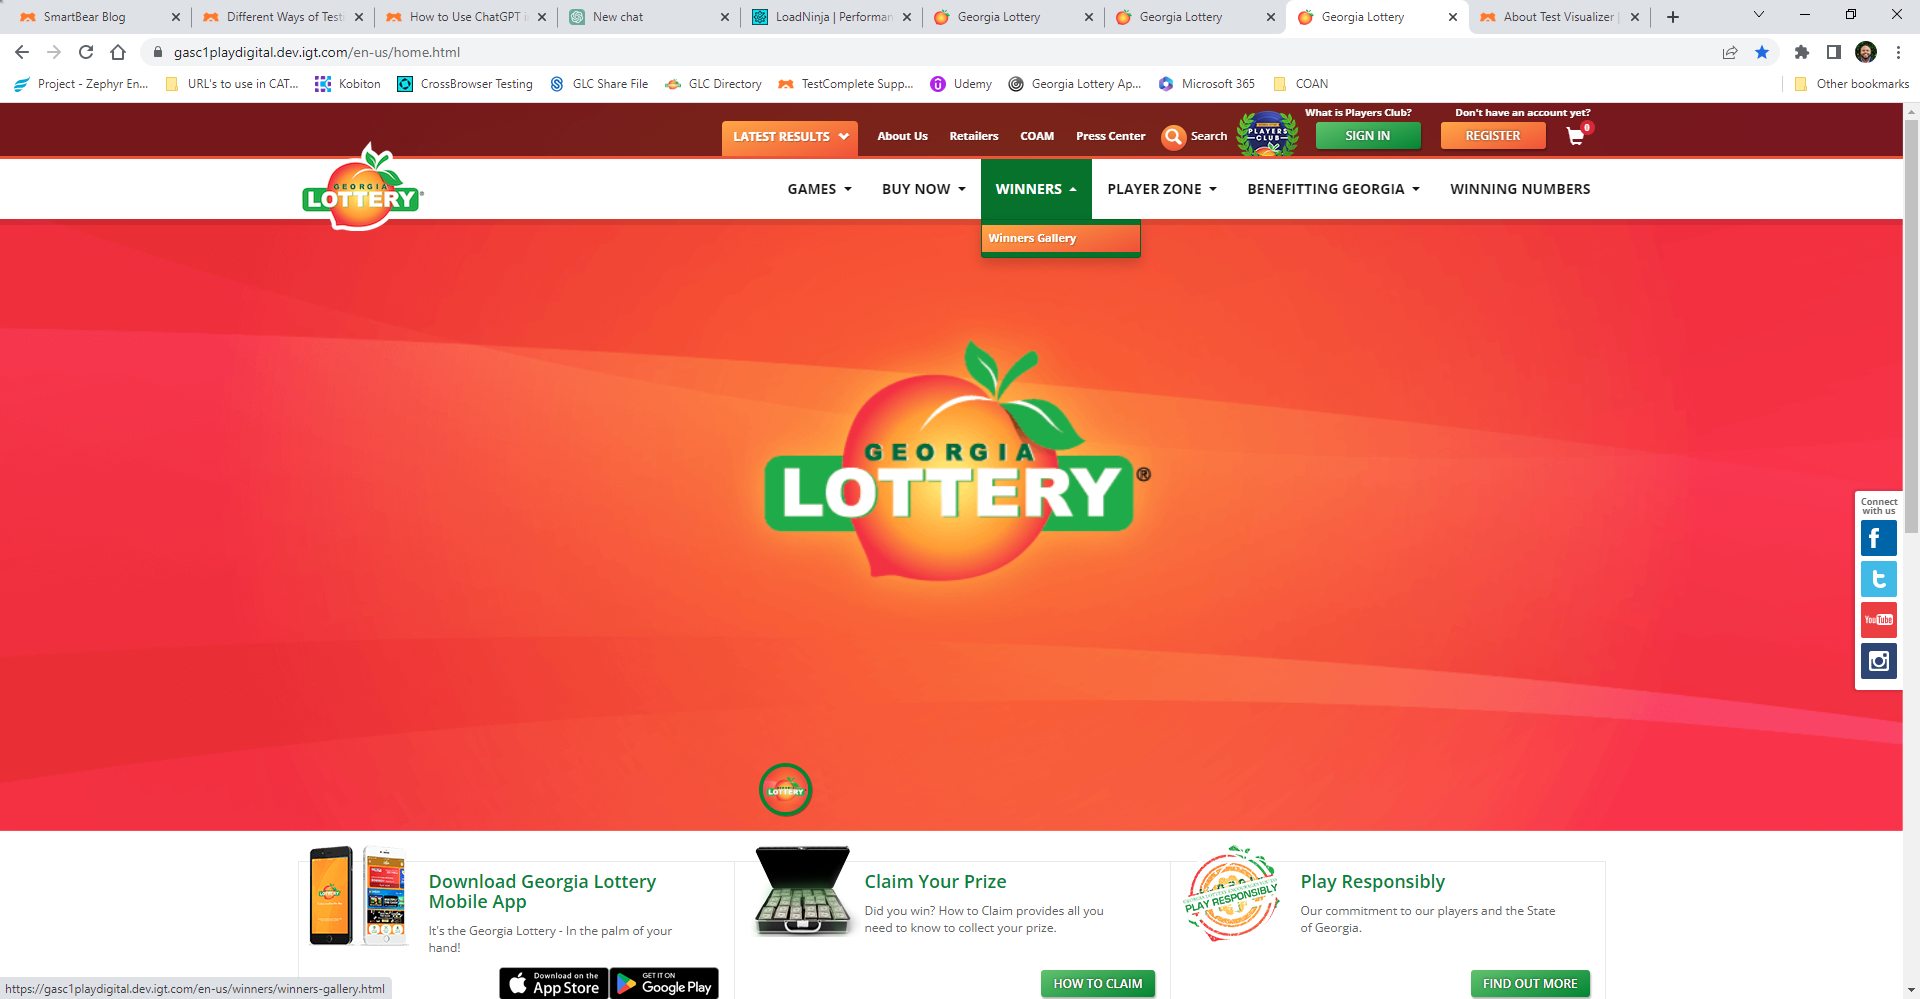 SmartBear Blog
Different Ways of Testi
How to Use ChatGPT i
New chat
LoadNinja | Performan
Georgia Lottery
Georgia Lottery
Georgia Lottery
About Test Visualizer |
gasc1playdigital.dev.igt.com/en-us/home.html
Project - Zephyr En...
URL's to use in CAT...
Kobiton
CrossBrowser Testing
GLC Share File
GLC Directory
TestComplete Supp...
Udemy
Georgia Lottery Ap...
Microsoft 365
COAN
Other bookmarks
LATEST RESULTS
About Us
Retailers
COAM
Press Center
Search
PLAYERS
CLUB
What is Players Club?
SIGN IN
Don't have an account yet?
REGISTER
0
GEORGIA
LOTTERY®
GAMES
BUY NOW
WINNERS
PLAYER ZONE
BENEFITTING GEORGIA
WINNING NUMBERS
Winners Gallery
GEORGIA
LOTTERY®
Connect
with us
YouTube
LOTTERY
Download Georgia Lottery
Mobile App
It's the Georgia Lottery - In the palm of your
hand!
Download on the
App Store
GET IT ON
Google Play
Claim Your Prize
Did you win? How to Claim provides all you
need to know to collect your prize.
HOW TO CLAIM
PLAY RESPONSIBLY
Play Responsibly
Our commitment to our players and the State
of Georgia.
FIND OUT MORE
https://gasc1playdigital.dev.igt.com/en-us/winners/winners-gallery.html